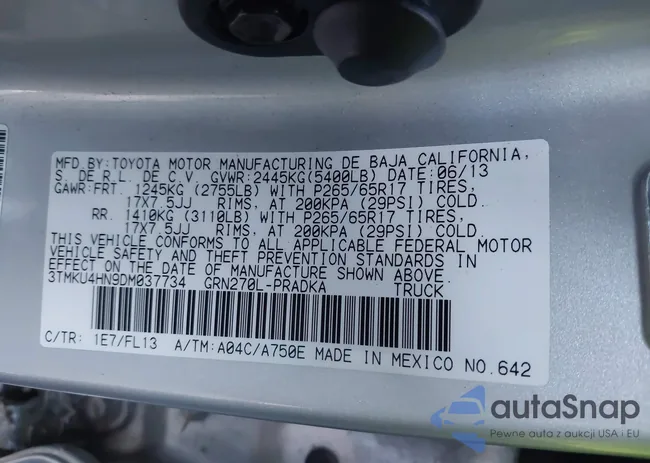 MFD.BY:TOYOTA MOTOR MANUFACTURING DE BAJA CALIFORNIA,
S. DE R.L. DE C.V. GVWR:2445KG(5400LB) DATE:06/13
GAWR:FRT. 1245KG (2755LB) WITH P265/65R17 TIRES,
17X7.5JJ RIMS, AT 200KPA (29PSI) COLD.
RR. 1410KG (3110LB) WITH P265/65R17 TIRES,
17X7.5JJ RIMS, AT 200KPA (29PSI) COLD.
THIS VEHICLE CONFORMS TO ALL APPLICABLE FEDERAL MOTOR
VEHICLE SAFETY AND THEFT PREVENTION STANDARDS IN
EFFECT ON THE DATE OF MANUFACTURE SHOWN ABOVE.
3TMKU4HN9DM037734 GRN270L-PRADKA TRUCK
C/TR: 1E7/FL13 A/TM:A04C/A750E MADE IN MEXICO NO.642
autaSnap
Pewne auta z aukcji USA i EU